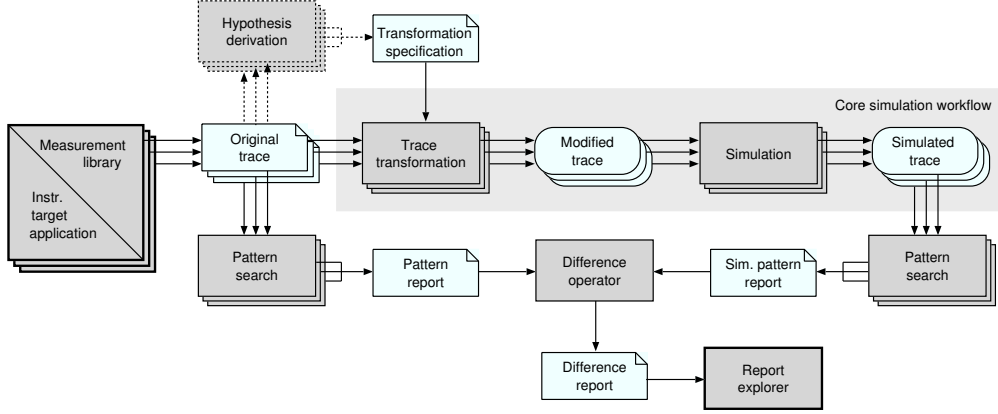 Hypothesis
derivation
Transformation
specification
Core simulation workflow
Measurement
library
Instr.
target
application
Original
trace
Trace
transformation
Modified
trace
Simulation
Simulated
trace
Pattern
search
Pattern
report
Difference
operator
Sim. pattern
report
Pattern
search
Difference
report
Report
explorer